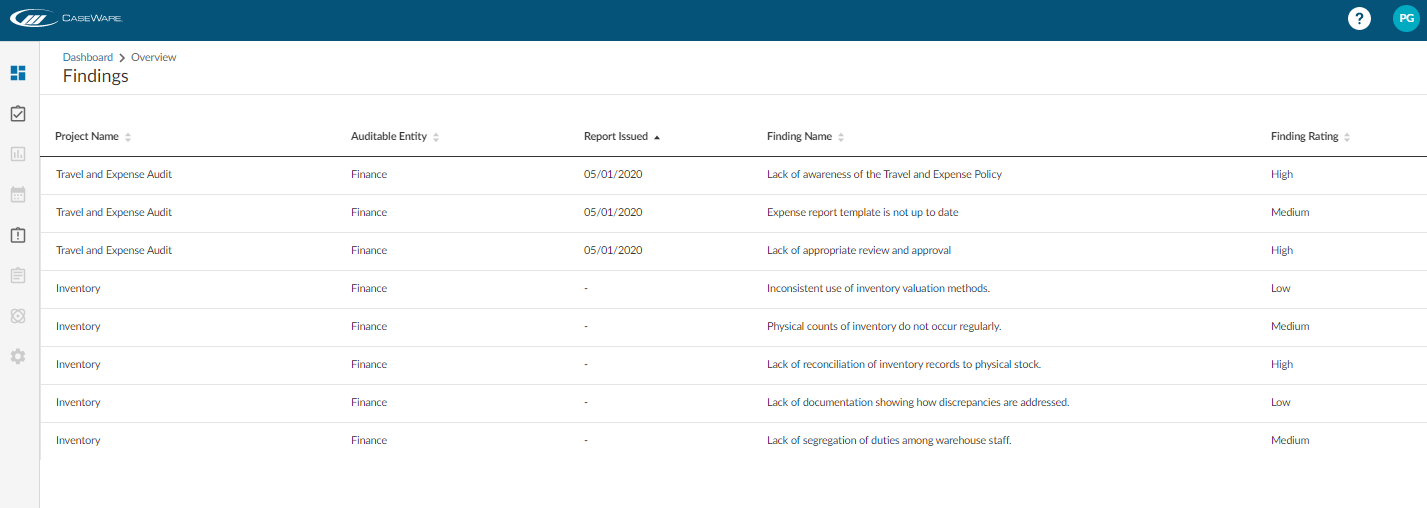 CASEWARE
? PG
Dashboard > Overview
Findings
Project Name Auditable Entity Report Issued Finding Name Finding Rating
Travel and Expense Audit Finance 05/01/2020 Lack of awareness of the Travel and Expense Policy High
Travel and Expense Audit Finance 05/01/2020 Expense report template is not up to date Medium
Travel and Expense Audit Finance 05/01/2020 Lack of appropriate review and approval High
Inventory Finance - Inconsistent use of inventory valuation methods. Low
Inventory Finance - Physical counts of inventory do not occur regularly. Medium
Inventory Finance - Lack of reconciliation of inventory records to physical stock. High
Inventory Finance - Lack of documentation showing how discrepancies are addressed. Low
Inventory Finance - Lack of segregation of duties among warehouse staff. Medium